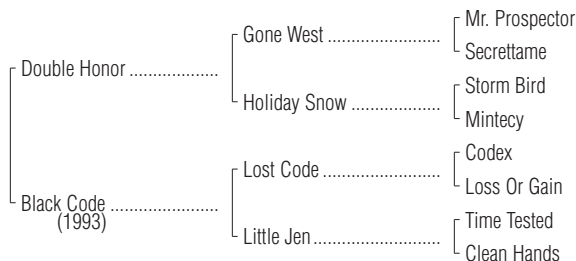 Mr. Prospector
Gone West
Secrettame
Double Honor
Storm Bird
Holiday Snow
Mintecy
Codex
Lost Code
Loss Or Gain
Black Code
(1993)
Time Tested
Little Jen
Clean Hands